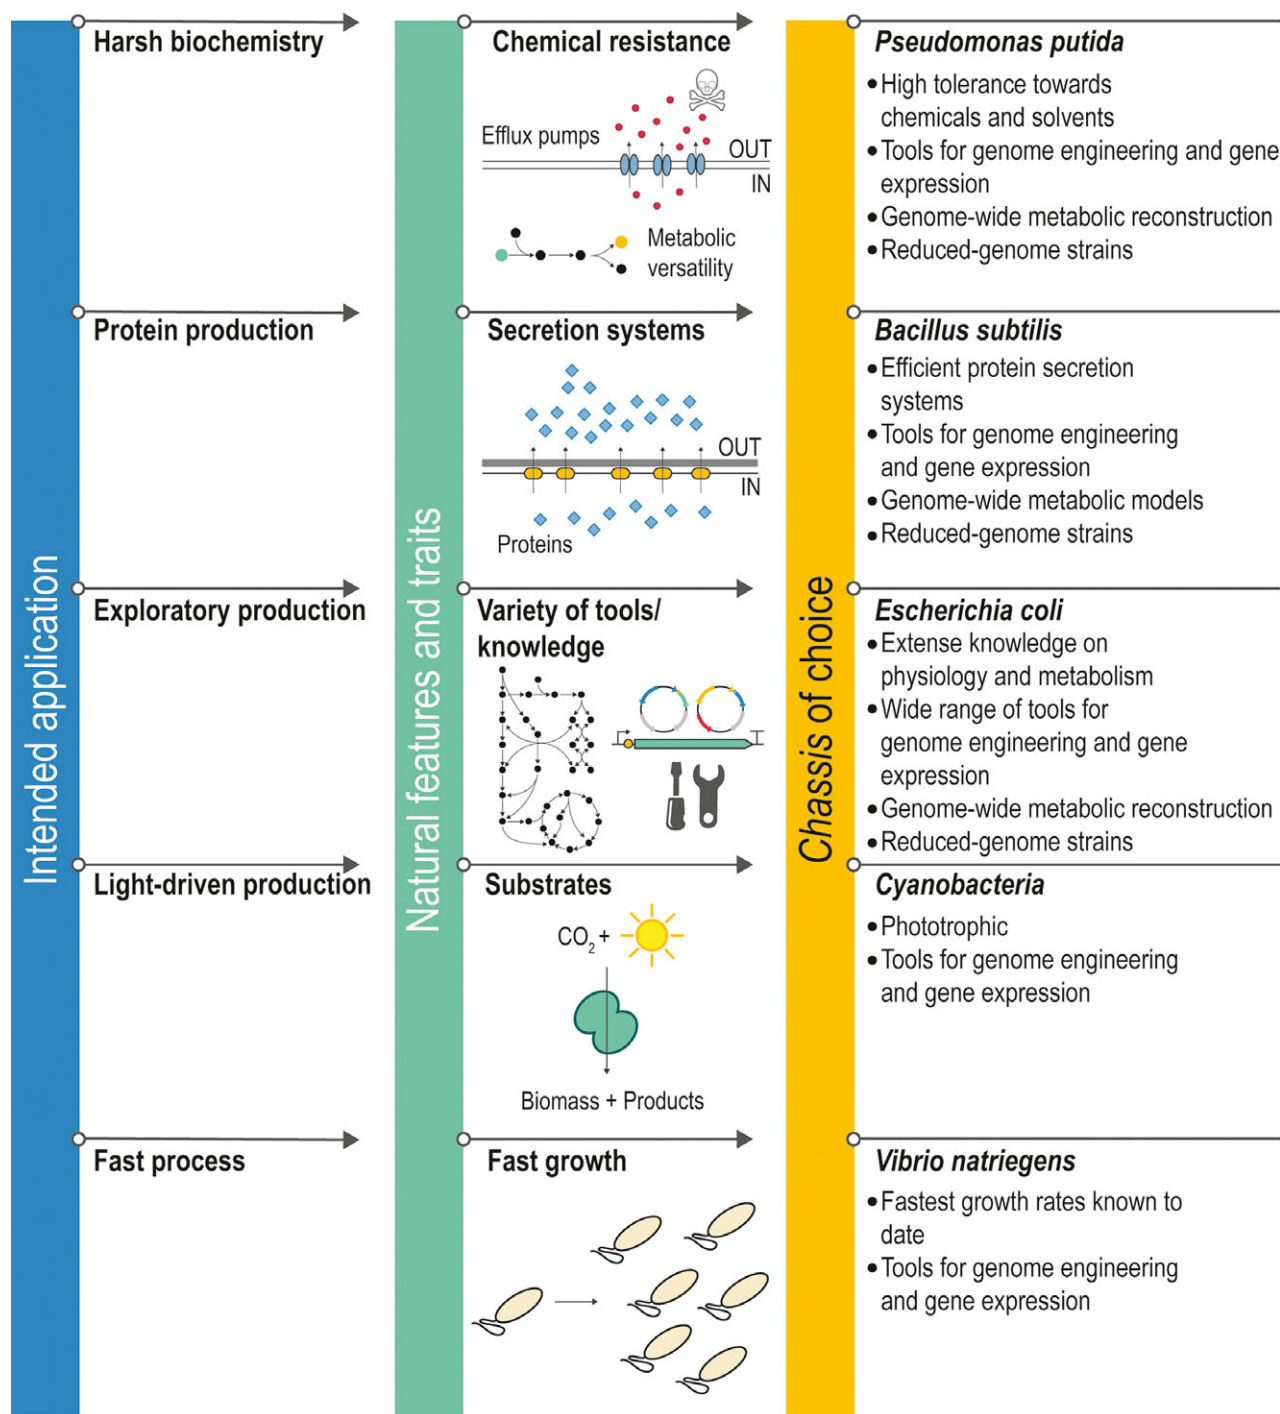 Intended application
Natural features and traits
Chassis of choice
Harsh biochemistry
Chemical resistance
Efflux pumps
OUT
IN
Metabolic
versatility
Pseudomonas putida
•High tolerance towards
chemicals and solvents
•Tools for genome engineering and gene
expression
•Genome-wide metabolic reconstruction
•Reduced-genome strains
Protein production
Secretion systems
OUT
IN
Proteins
Bacillus subtilis
•Efficient protein secretion
systems
•Tools for genome engineering
and gene expression
•Genome-wide metabolic models
•Reduced-genome strains
Exploratory production
Variety of tools/
knowledge
Escherichia coli
•Extense knowledge on
physiology and metabolism
•Wide range of tools for
genome engineering and gene
expression
•Genome-wide metabolic reconstruction
•Reduced-genome strains
Light-driven production
Substrates
CO2 +
Biomass + Products
Cyanobacteria
•Phototrophic
•Tools for genome engineering
and gene expression
Fast process
Fast growth
Vibrio natriegens
•Fastest growth rates known to
date
•Tools for genome engineering
and gene expression